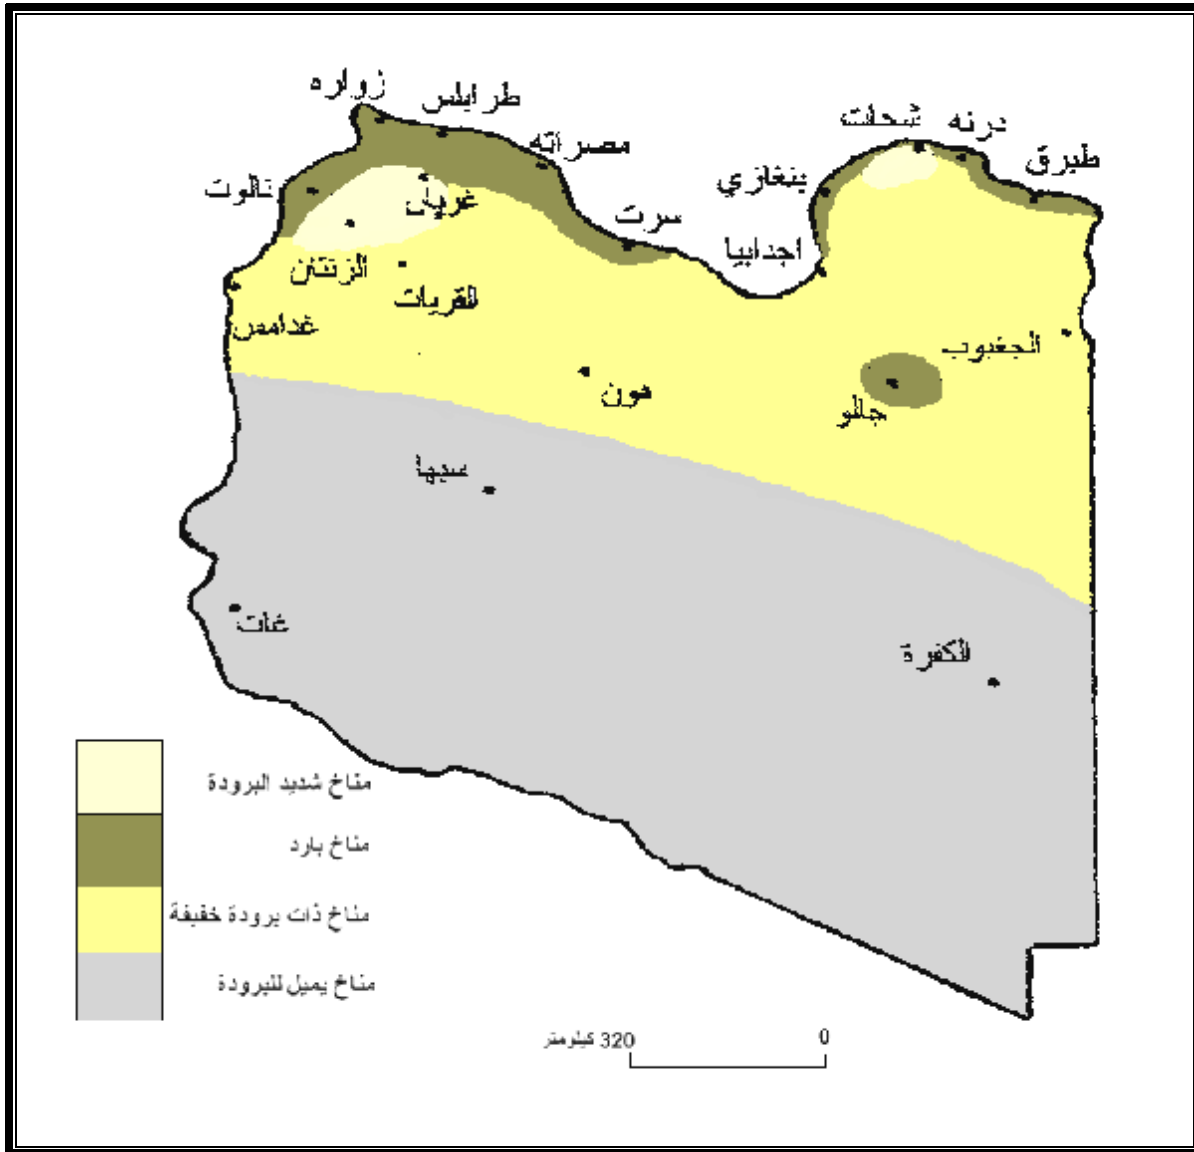 زواره
طرابلس
مصراته
شحات
درنه
طبرق
نالوت
غريان
سرت
بنغازي
اجدابيا
الزنتان
القريات
غدامس
هون
الجغبوب
جالو
سبها
غات
الكفرة
مناخ شديد البرودة
مناخ بارد
مناخ ذات برودة خفيفة
مناخ يميل للبرودة
320 كيلومتر
0